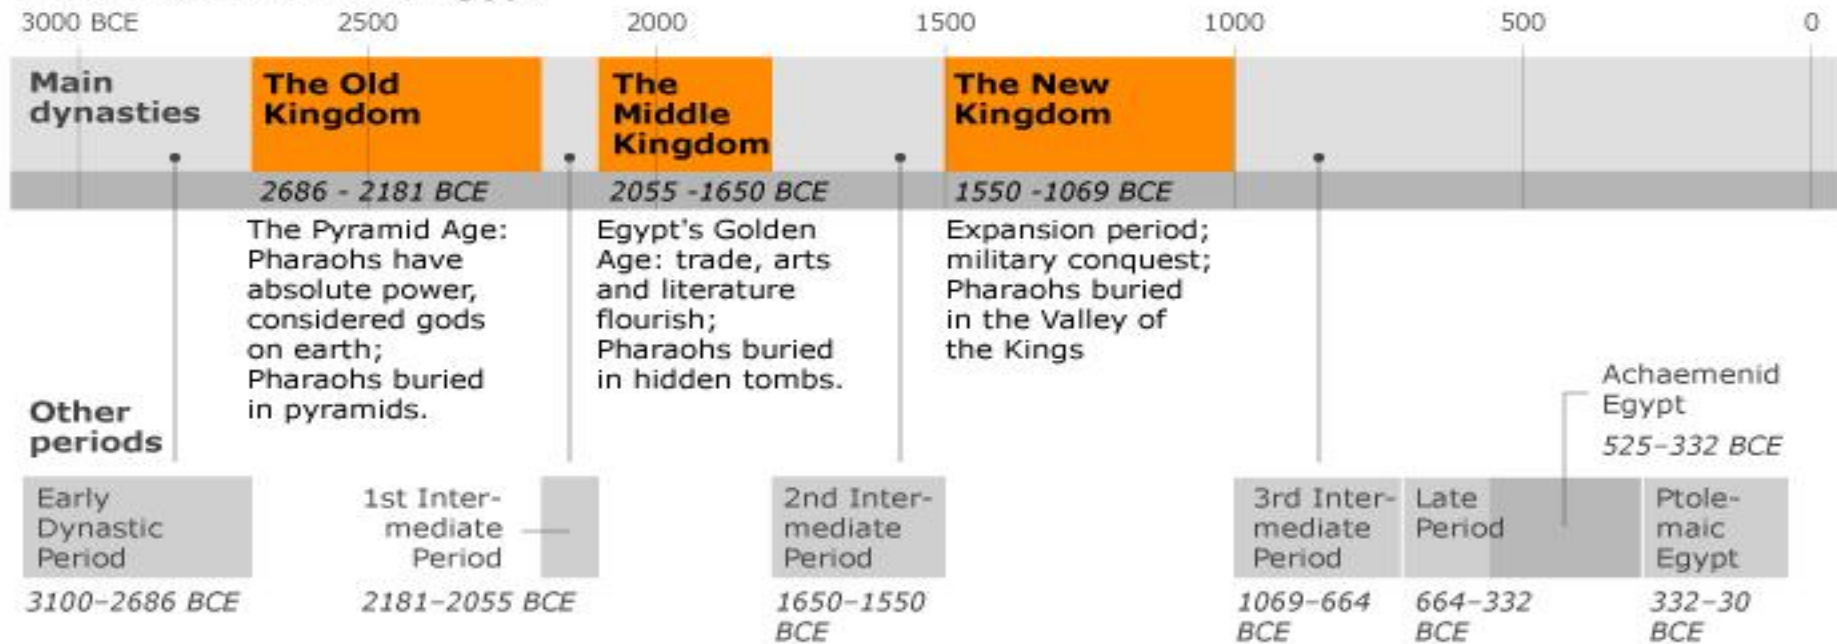 3000 BCE 2500 2000 1500 1000 500 0
Main
dynasties
The Old
Kingdom
The
Middle
Kingdom
The New
Kingdom
2686 - 2181 BCE
2055 -1650 BCE
1550 -1069 BCE
The Pyramid Age:
Pharaohs have
absolute power,
considered gods
on earth;
Pharaohs buried
in pyramids.
Egypt's Golden
Age: trade, arts
and literature
flourish;
Pharaohs buried
in hidden tombs.
Expansion period;
military conquest;
Pharaohs buried
in the Valley of
the Kings
Other
periods
Early
Dynastic
Period
3100–2686 BCE
1st Inter-
mediate
Period
2181–2055 BCE
2nd Inter-
mediate
Period
1650–1550
BCE
3rd Inter-
mediate
Period
1069–664
BCE
Late
Period
664–332
BCE
Achaemenid
Egypt
525–332 BCE
Ptole-
maic
Egypt
332–30
BCE